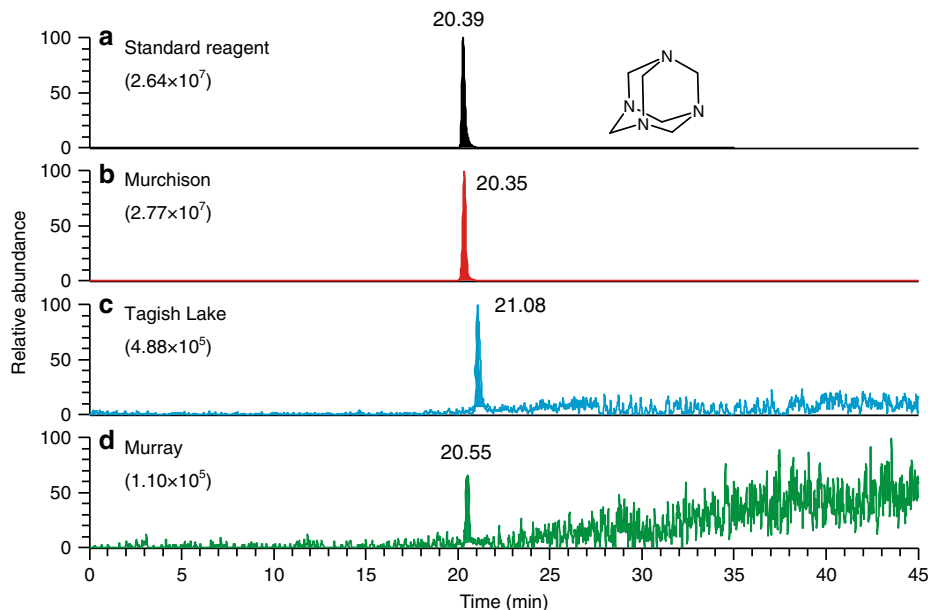 20.39
a
Standard reagent
(2.64×10⁷)
100
50
0
N
N
N
N
b
Murchison
(2.77×10⁷)
20.35
100
50
0
c
Tagish Lake
(4.88×10⁵)
21.08
100
50
0
d
Murray
(1.10×10⁵)
20.55
100
50
0
Relative abundance
0 5 10 15 20 25 30 35 40 45
Time (min)